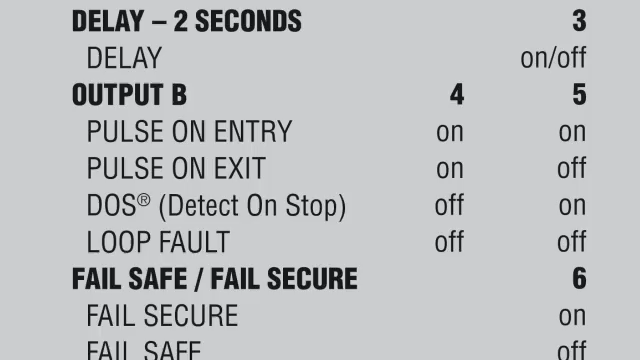 DELAY – 2 SECONDS 3
DELAY on/off
OUTPUT B 4 5
PULSE ON ENTRY on on
PULSE ON EXIT on off
DOS® (Detect On Stop) off on
LOOP FAULT off off
FAIL SAFE / FAIL SECURE 6
FAIL SECURE on
FAIL SAFE off